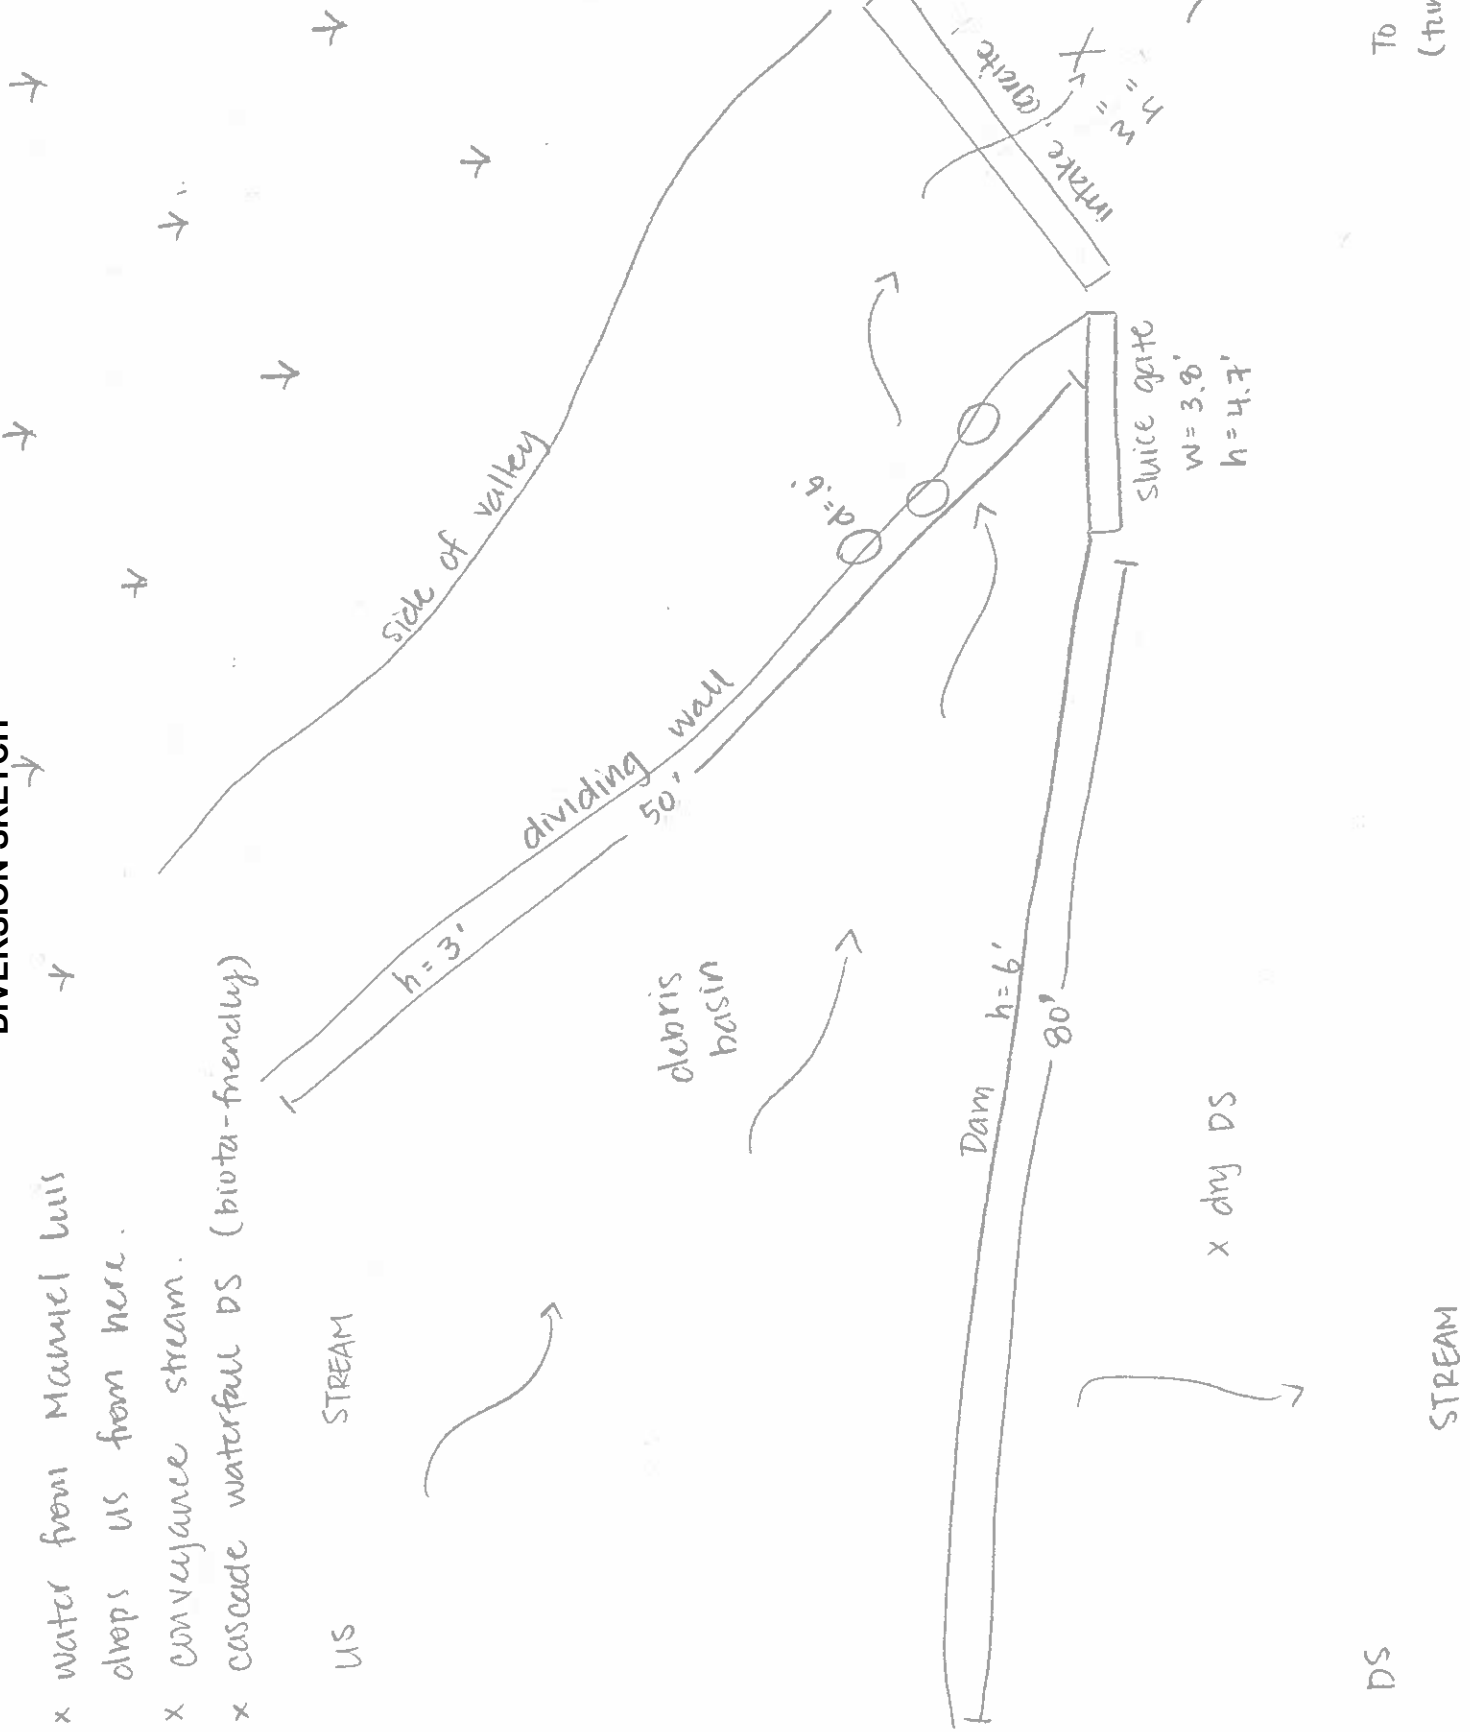 DIVERSION SKETCH
x water from Manuel Luis
drops US from here.
x conveyance stream.
x cascade waterfall DS (biota-friendly)
US
STREAM
side of valley
dividing wall
h = 3'
50'
d=.6'
debris
basin
Dam
h = 6'
80'
sluice gate
w = 3.8'
h = 4.7'
intake,
w =
h =
x dry DS
DS
STREAM
To